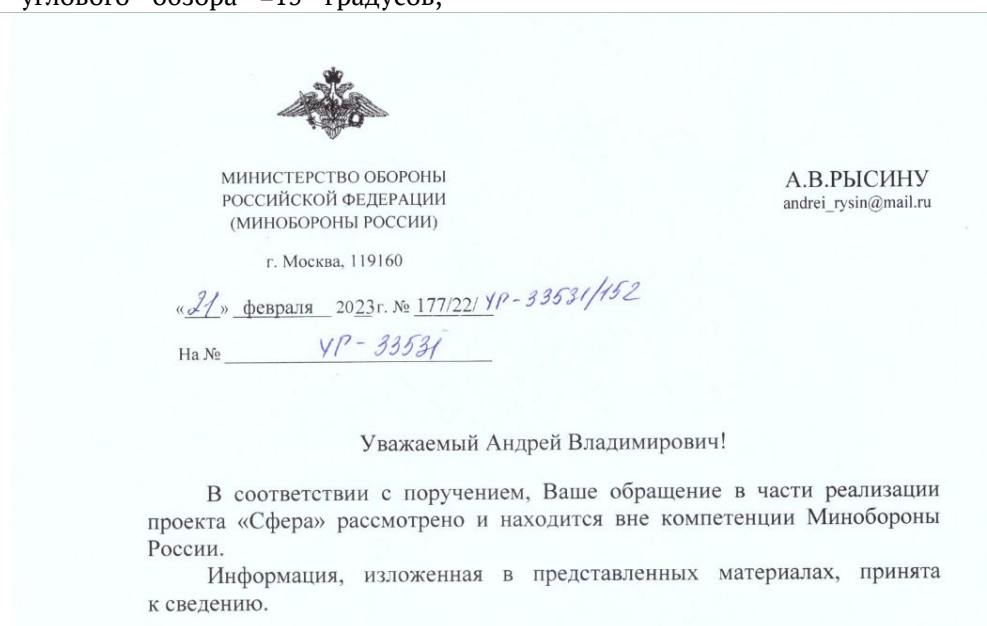 углового обзора ±15 градусов,
МИНИСТЕРСТВО ОБОРОНЫ
РОССИЙСКОЙ ФЕДЕРАЦИИ
(МИНОБОРОНЫ РОССИИ)
г. Москва, 119160
«21» февраля 2023г. № 177/22/ УР-33531/152
На № УР-33531
А.В.РЫСИНУ
andrei_rysin@mail.ru
Уважаемый Андрей Владимирович!
В соответствии с поручением, Ваше обращение в части реализации
проекта «Сфера» рассмотрено и находится вне компетенции Минобороны
России.
Информация, изложенная в представленных материалах, принята
к сведению.